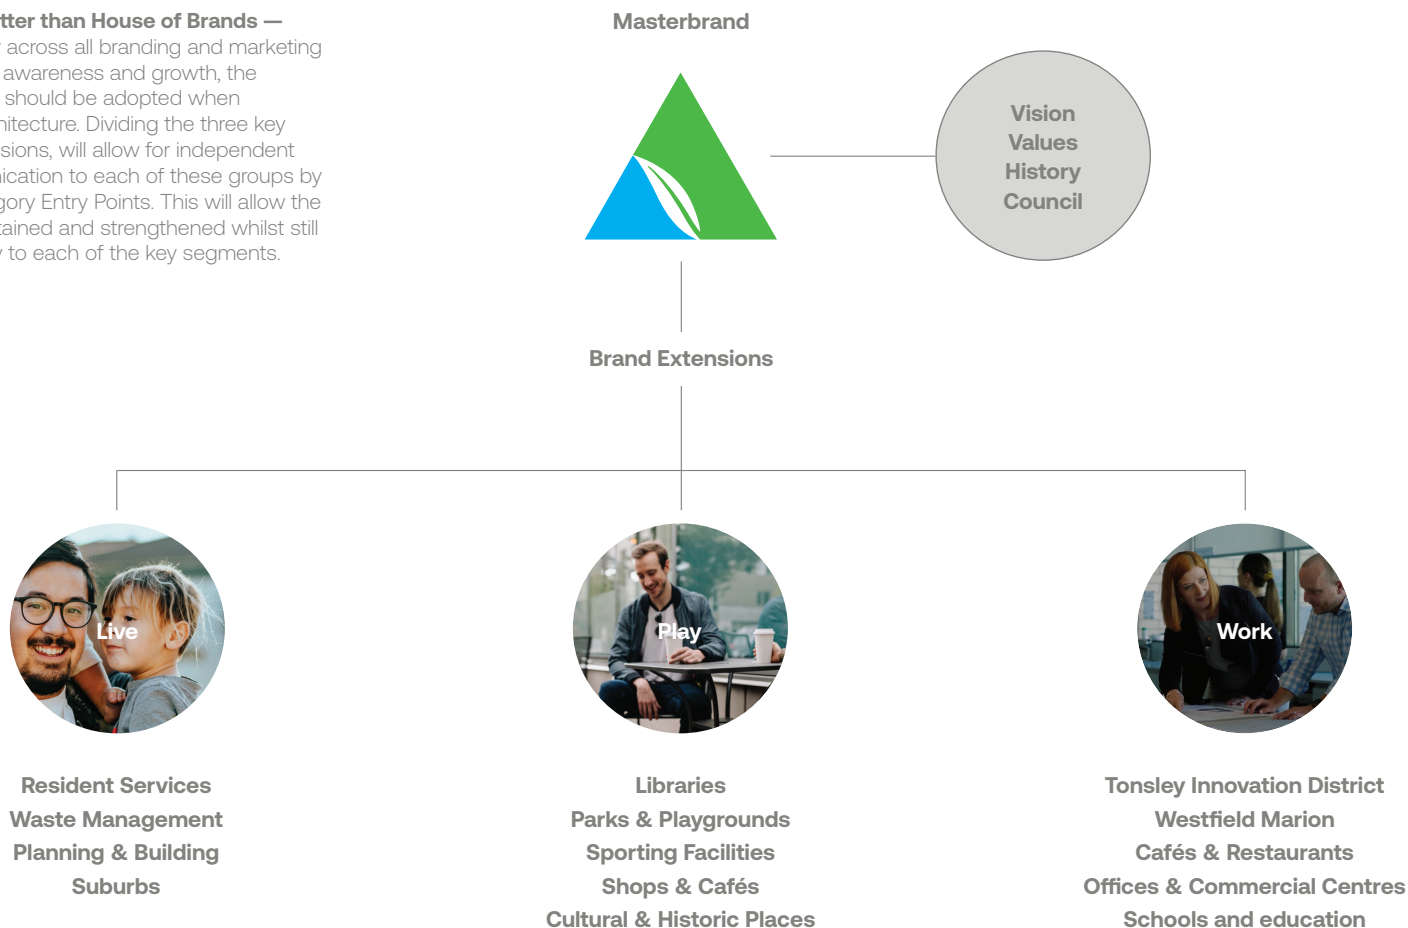 tter than House of Brands —
across all branding and marketing
awareness and growth, the
should be adopted when
hitecture. Dividing the three key
sions, will allow for independent
nication to each of these groups by
gory Entry Points. This will allow the
tained and strengthened whilst still
to each of the key segments.
Masterbrand
Vision
Values
History
Council
Brand Extensions
Live
Play
Work
Resident Services
Waste Management
Planning & Building
Suburbs
Libraries
Parks & Playgrounds
Sporting Facilities
Shops & Cafés
Cultural & Historic Places
Tonsley Innovation District
Westfield Marion
Cafés & Restaurants
Offices & Commercial Centres
Schools and education